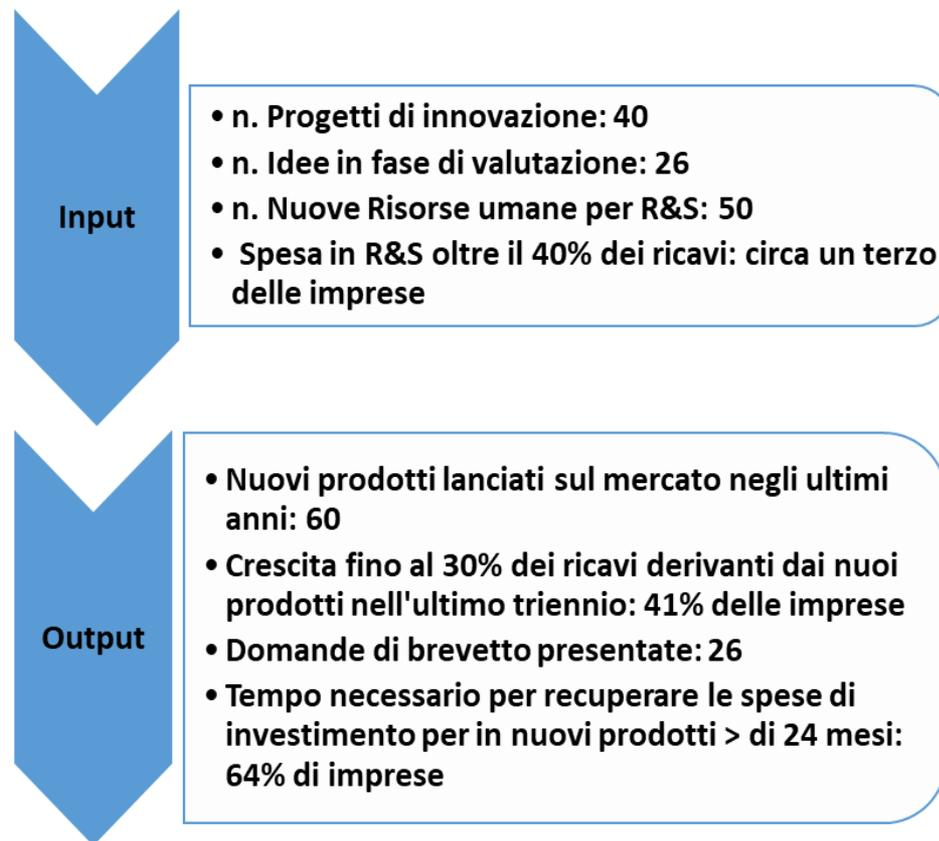 Input
• n. Progetti di innovazione: 40
• n. Idee in fase di valutazione: 26
• n. Nuove Risorse umane per R&S: 50
• Spesa in R&S oltre il 40% dei ricavi: circa un terzo
delle imprese
Output
• Nuovi prodotti lanciati sul mercato negli ultimi
anni: 60
• Crescita fino al 30% dei ricavi derivanti dai nuoi
prodotti nell'ultimo triennio: 41% delle imprese
• Domande di brevetto presentate: 26
• Tempo necessario per recuperare le spese di
investimento per in nuovi prodotti > di 24 mesi:
64% di imprese